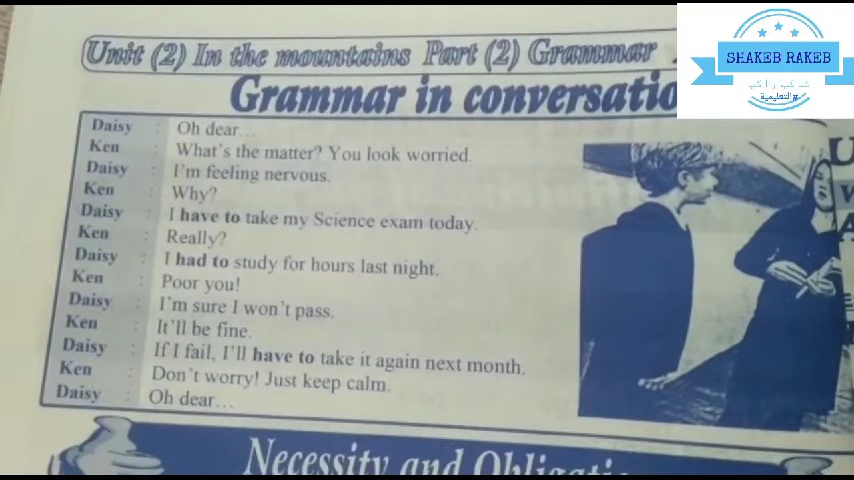 SHAKEB RAKEB
شاكب راكب
#التعليمية
Unit (2) In the mountains Part (2) Grammar
Grammar in conversatio
Daisy : Oh dear...
Ken : What's the matter? You look worried.
Daisy : I'm feeling nervous.
Ken : Why?
Daisy : I have to take my Science exam today.
Ken : Really?
Daisy : I had to study for hours last night.
Ken : Poor you!
Daisy : I'm sure I won't pass.
Ken : It'll be fine.
Daisy : If I fail, I'll have to take it again next month.
Ken : Don't worry! Just keep calm.
Daisy : Oh dear...
Necessity and